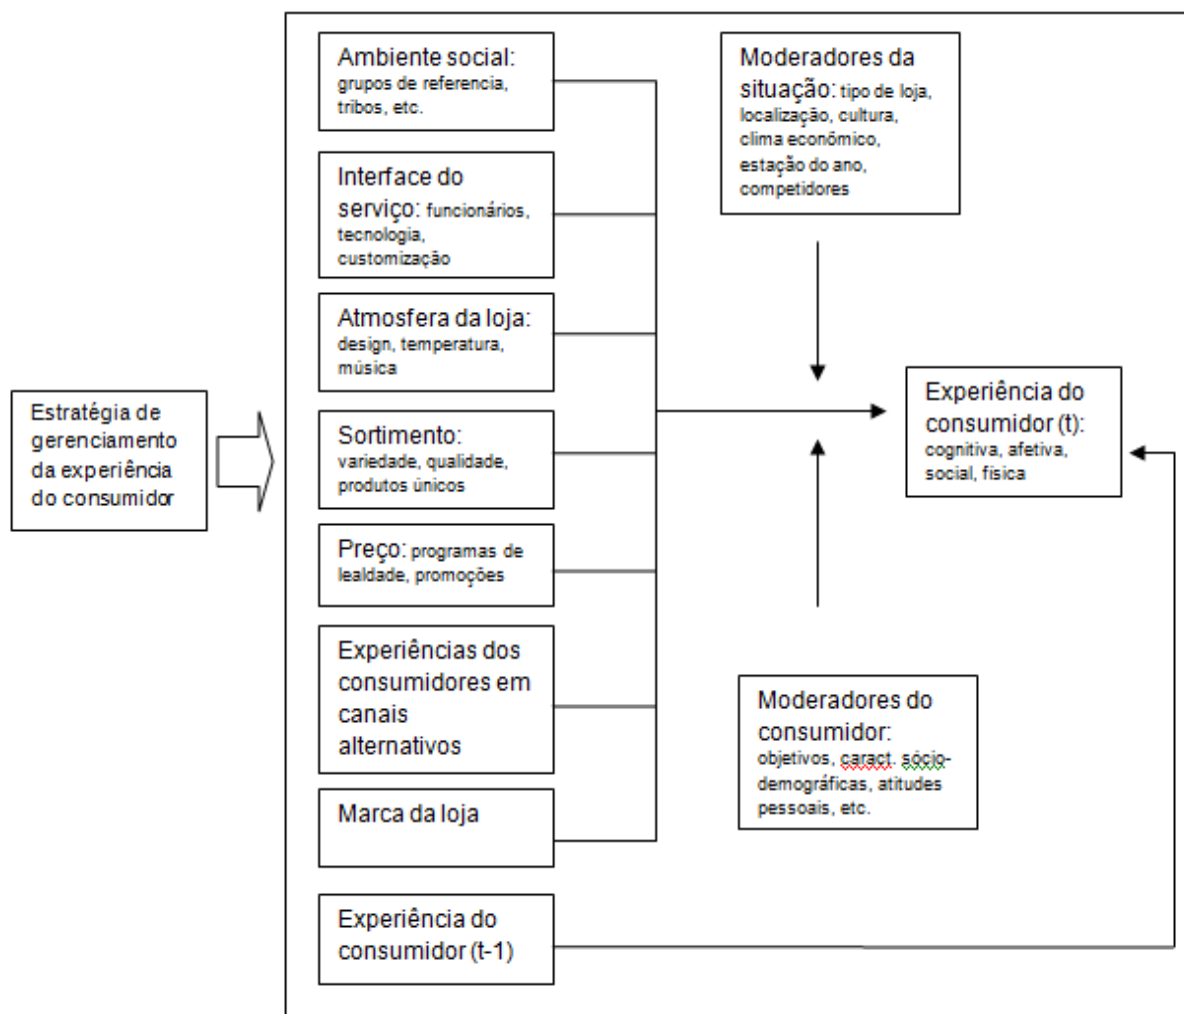 Ambiente social:
grupos de referencia,
tribos, etc.
Interface do
serviço: funcionários,
tecnologia,
customização
Atmosfera da loja:
design, temperatura,
música
Sortimento:
variedade, qualidade,
produtos únicos
Preço: programas de
lealdade, promoções
Experiências dos
consumidores em
canais
alternativos
Marca da loja
Experiência do
consumidor (t-1)
Estratégia de
gerenciamento
da experiência
do consumidor
Moderadores da
situação: tipo de loja,
localização, cultura,
clima econômico,
estação do ano,
competidores
Experiência do
consumidor (t):
cognitiva, afetiva,
social, física
Moderadores do
consumidor:
objetivos, caract. sócio-
demográficas, atitudes
pessoais, etc.